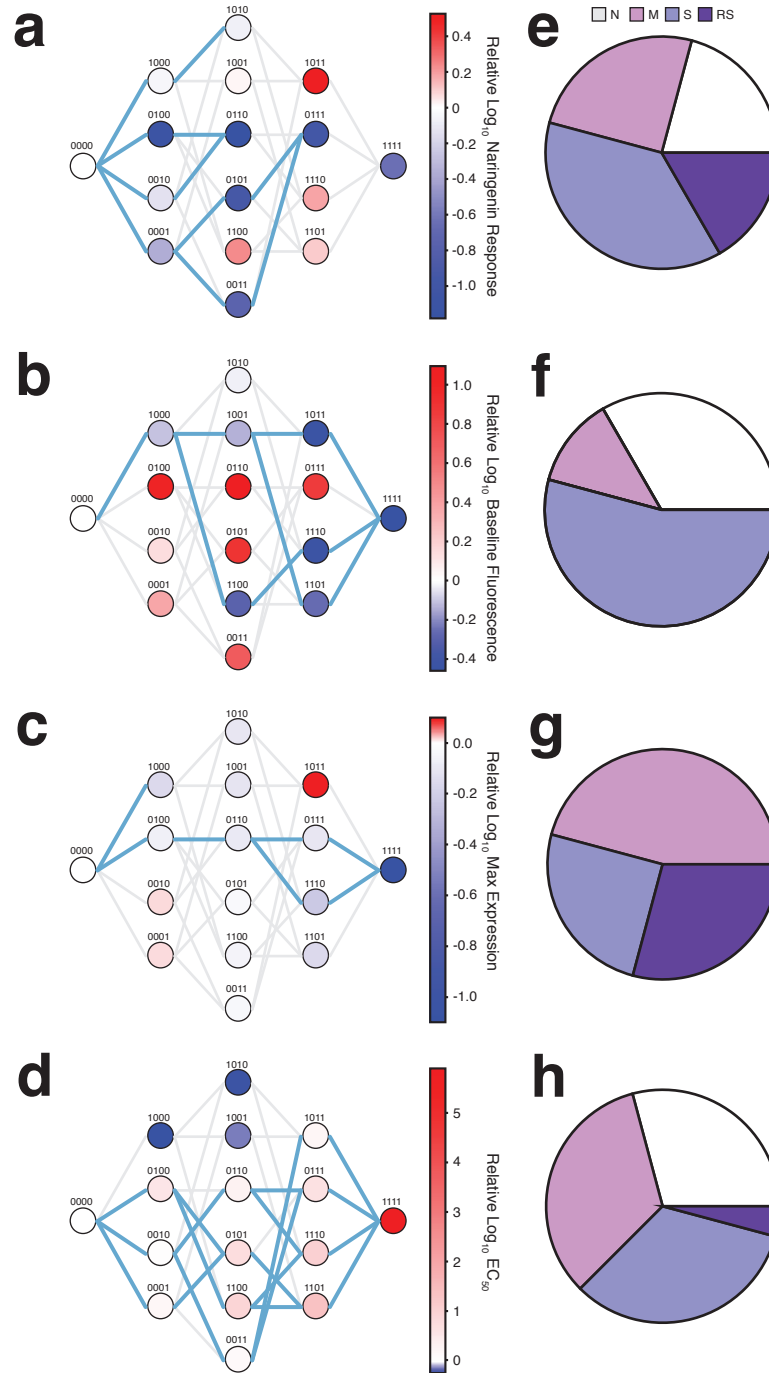 a
e
N M S RS
1010
1000 1001 1011
0100 0110 0111
0000 1111
0010 0101 1110
0001 1100 1101
0011
0.4
0.2
0
-0.2
-0.4
-0.6
-0.8
-1.0
Relative Log10 Naringenin Response
b
f
1010
1000 1001 1011
0100 0110 0111
0000 1111
0010 0101 1110
0001 1100 1101
0011
1.0
0.8
0.6
0.4
0.2
0
-0.2
-0.4
Relative Log10 Baseline Fluorescence
c
g
1010
1000 1001 1011
0100 0110 0111
0000 1111
0010 0101 1110
0001 1100 1101
0011
0.0
-0.2
-0.4
-0.6
-0.8
-1.0
Relative Log10 Max Expression
d
h
1010
1000 1001 1011
0100 0110 0111
0000 1111
0010 0101 1110
0001 1100 1101
0011
5
4
3
2
1
0
Relative Log10 EC50